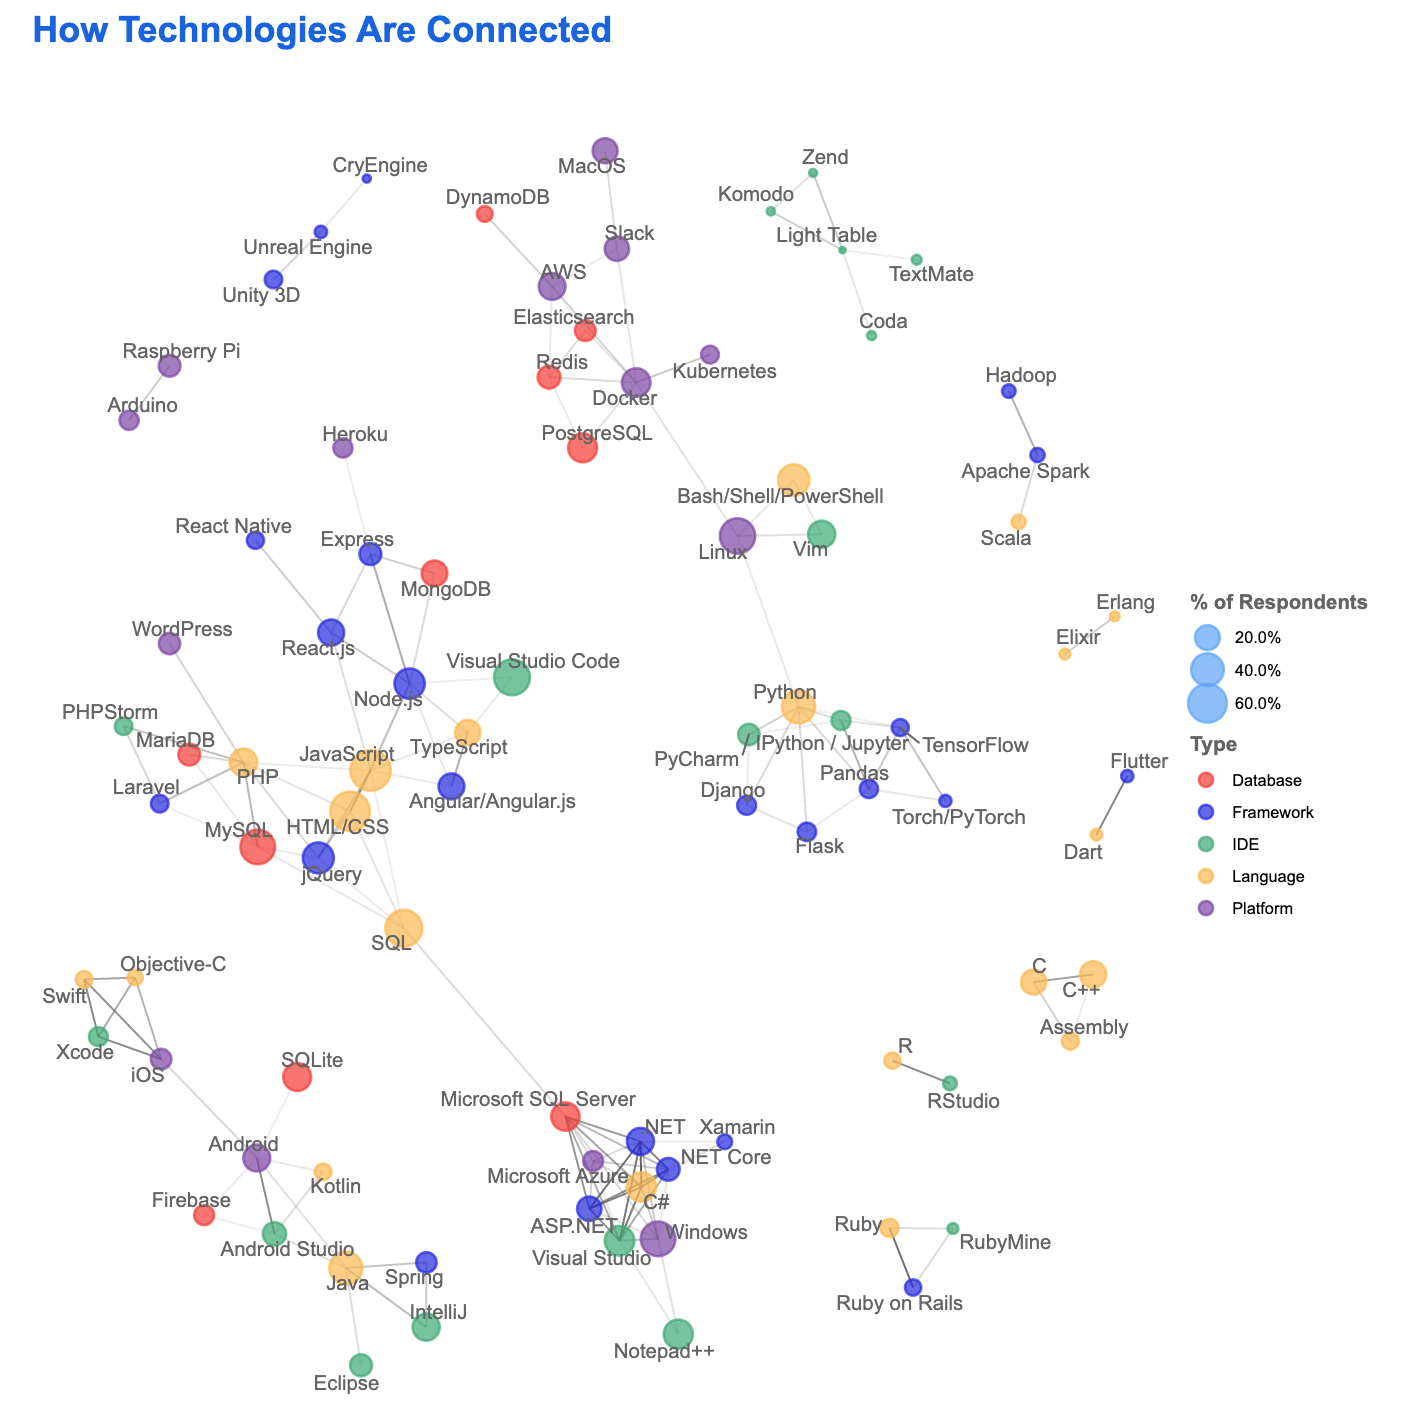 How Technologies Are Connected
CryEngine
Unreal Engine
Unity 3D
MacOS
DynamoDB
Slack
AWS
Elasticsearch
Redis
Docker
Kubernetes
PostgreSQL
Zend
Komodo
Light Table
TextMate
Coda
Raspberry Pi
Arduino
Hadoop
Apache Spark
Scala
Heroku
React Native
Express
MongoDB
React.js
Node.js
Visual Studio Code
WordPress
PHPStorm
MariaDB
PHP
Laravel
JavaScript
TypeScript
Angular/Angular.js
HTML/CSS
MySQL
jQuery
SQL
Bash/Shell/PowerShell
Linux
Vim
Python
PyCharm
IPython / Jupyter
TensorFlow
Pandas
Django
Torch/PyTorch
Flask
Erlang
Elixir
Flutter
Dart
% of Respondents
20.0%
40.0%
60.0%
Type
Database
Framework
IDE
Language
Platform
Objective-C
Swift
Xcode
iOS
SQLite
Android
Kotlin
Firebase
Android Studio
Java
Spring
IntelliJ
Eclipse
Microsoft SQL Server
.NET
Xamarin
.NET Core
Microsoft Azure
C#
ASP.NET
Windows
Visual Studio
Notepad++
C
C++
Assembly
R
RStudio
Ruby
RubyMine
Ruby on Rails